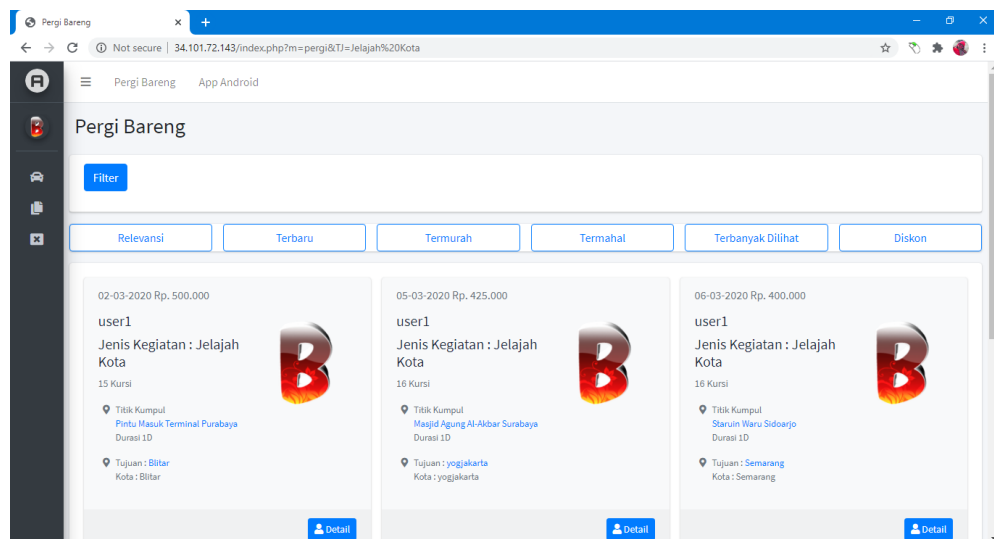 Pergi Bareng
Not secure | 34.101.72.143/index.php?m=pergi&TJ=Jelajah%20Kota
Pergi Bareng App Android
Pergi Bareng
Filter
Relevansi Terbaru Termurah Termahal Terbanyak Dilihat Diskon
02-03-2020 Rp. 500.000
user1
Jenis Kegiatan : Jelajah
Kota
15 Kursi
Titik Kumpul
Pintu Masuk Terminal Purabaya
Durasi 1D
Tujuan : Blitar
Kota : Blitar
Detail
05-03-2020 Rp. 425.000
user1
Jenis Kegiatan : Jelajah
Kota
16 Kursi
Titik Kumpul
Masjid Agung Al-Akbar Surabaya
Durasi 1D
Tujuan : yogjakarta
Kota : yogjakarta
Detail
06-03-2020 Rp. 400.000
user1
Jenis Kegiatan : Jelajah
Kota
16 Kursi
Titik Kumpul
Staruin Waru Sidoarjo
Durasi 1D
Tujuan : Semarang
Kota : Semarang
Detail